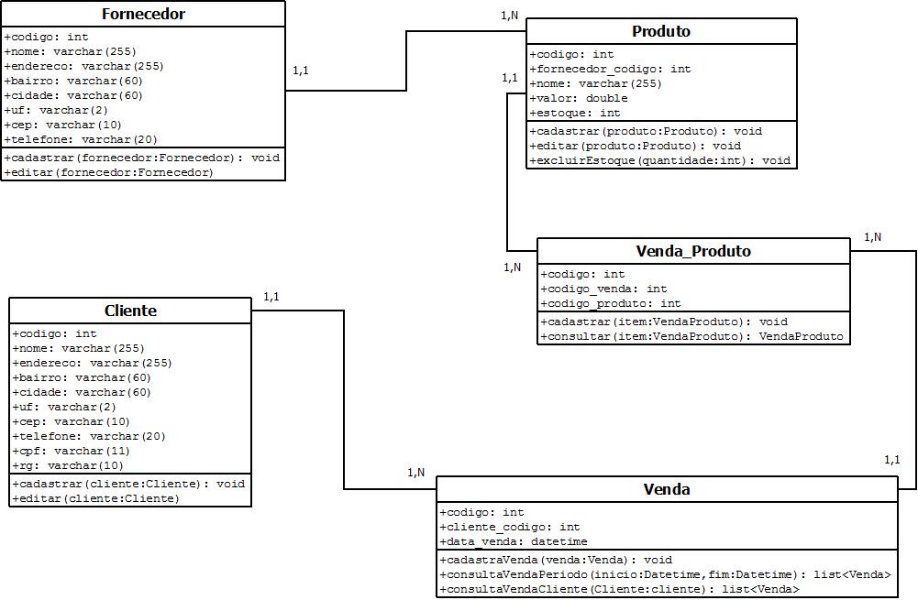 Fornecedor
+codigo: int
+nome: varchar(255)
+endereco: varchar(255)
+bairro: varchar(60)
+cidade: varchar(60)
+uf: varchar(2)
+cep: varchar(10)
+telefone: varchar(20)
+cadastrar(fornecedor:Fornecedor): void
+editar(fornecedor:Fornecedor)
1,1
1,N
Produto
+codigo: int
+fornecedor_codigo: int
+nome: varchar(255)
+valor: double
+estoque: int
+cadastrar(produto:Produto): void
+editar(produto:Produto): void
+excluirEstoque(quantidade:int): void
1,1
1,N
Venda_Produto
+codigo: int
+codigo_venda: int
+codigo_produto: int
+cadastrar(item:VendaProduto): void
+consultar(item:VendaProduto): VendaProduto
1,N
1,1
Cliente
+codigo: int
+nome: varchar(255)
+endereco: varchar(255)
+bairro: varchar(60)
+cidade: varchar(60)
+uf: varchar(2)
+cep: varchar(10)
+telefone: varchar(20)
+cpf: varchar(11)
+rg: varchar(10)
+cadastrar(cliente:Cliente): void
+editar(cliente:Cliente)
1,1
1,N
Venda
+codigo: int
+cliente_codigo: int
+data_venda: datetime
+cadastraVenda(venda:Venda): void
+consultaVendaPeriodo(inicio:Datetime,fim:Datetime): list<Venda>
+consultaVendaCliente(Cliente:cliente): list<Venda>